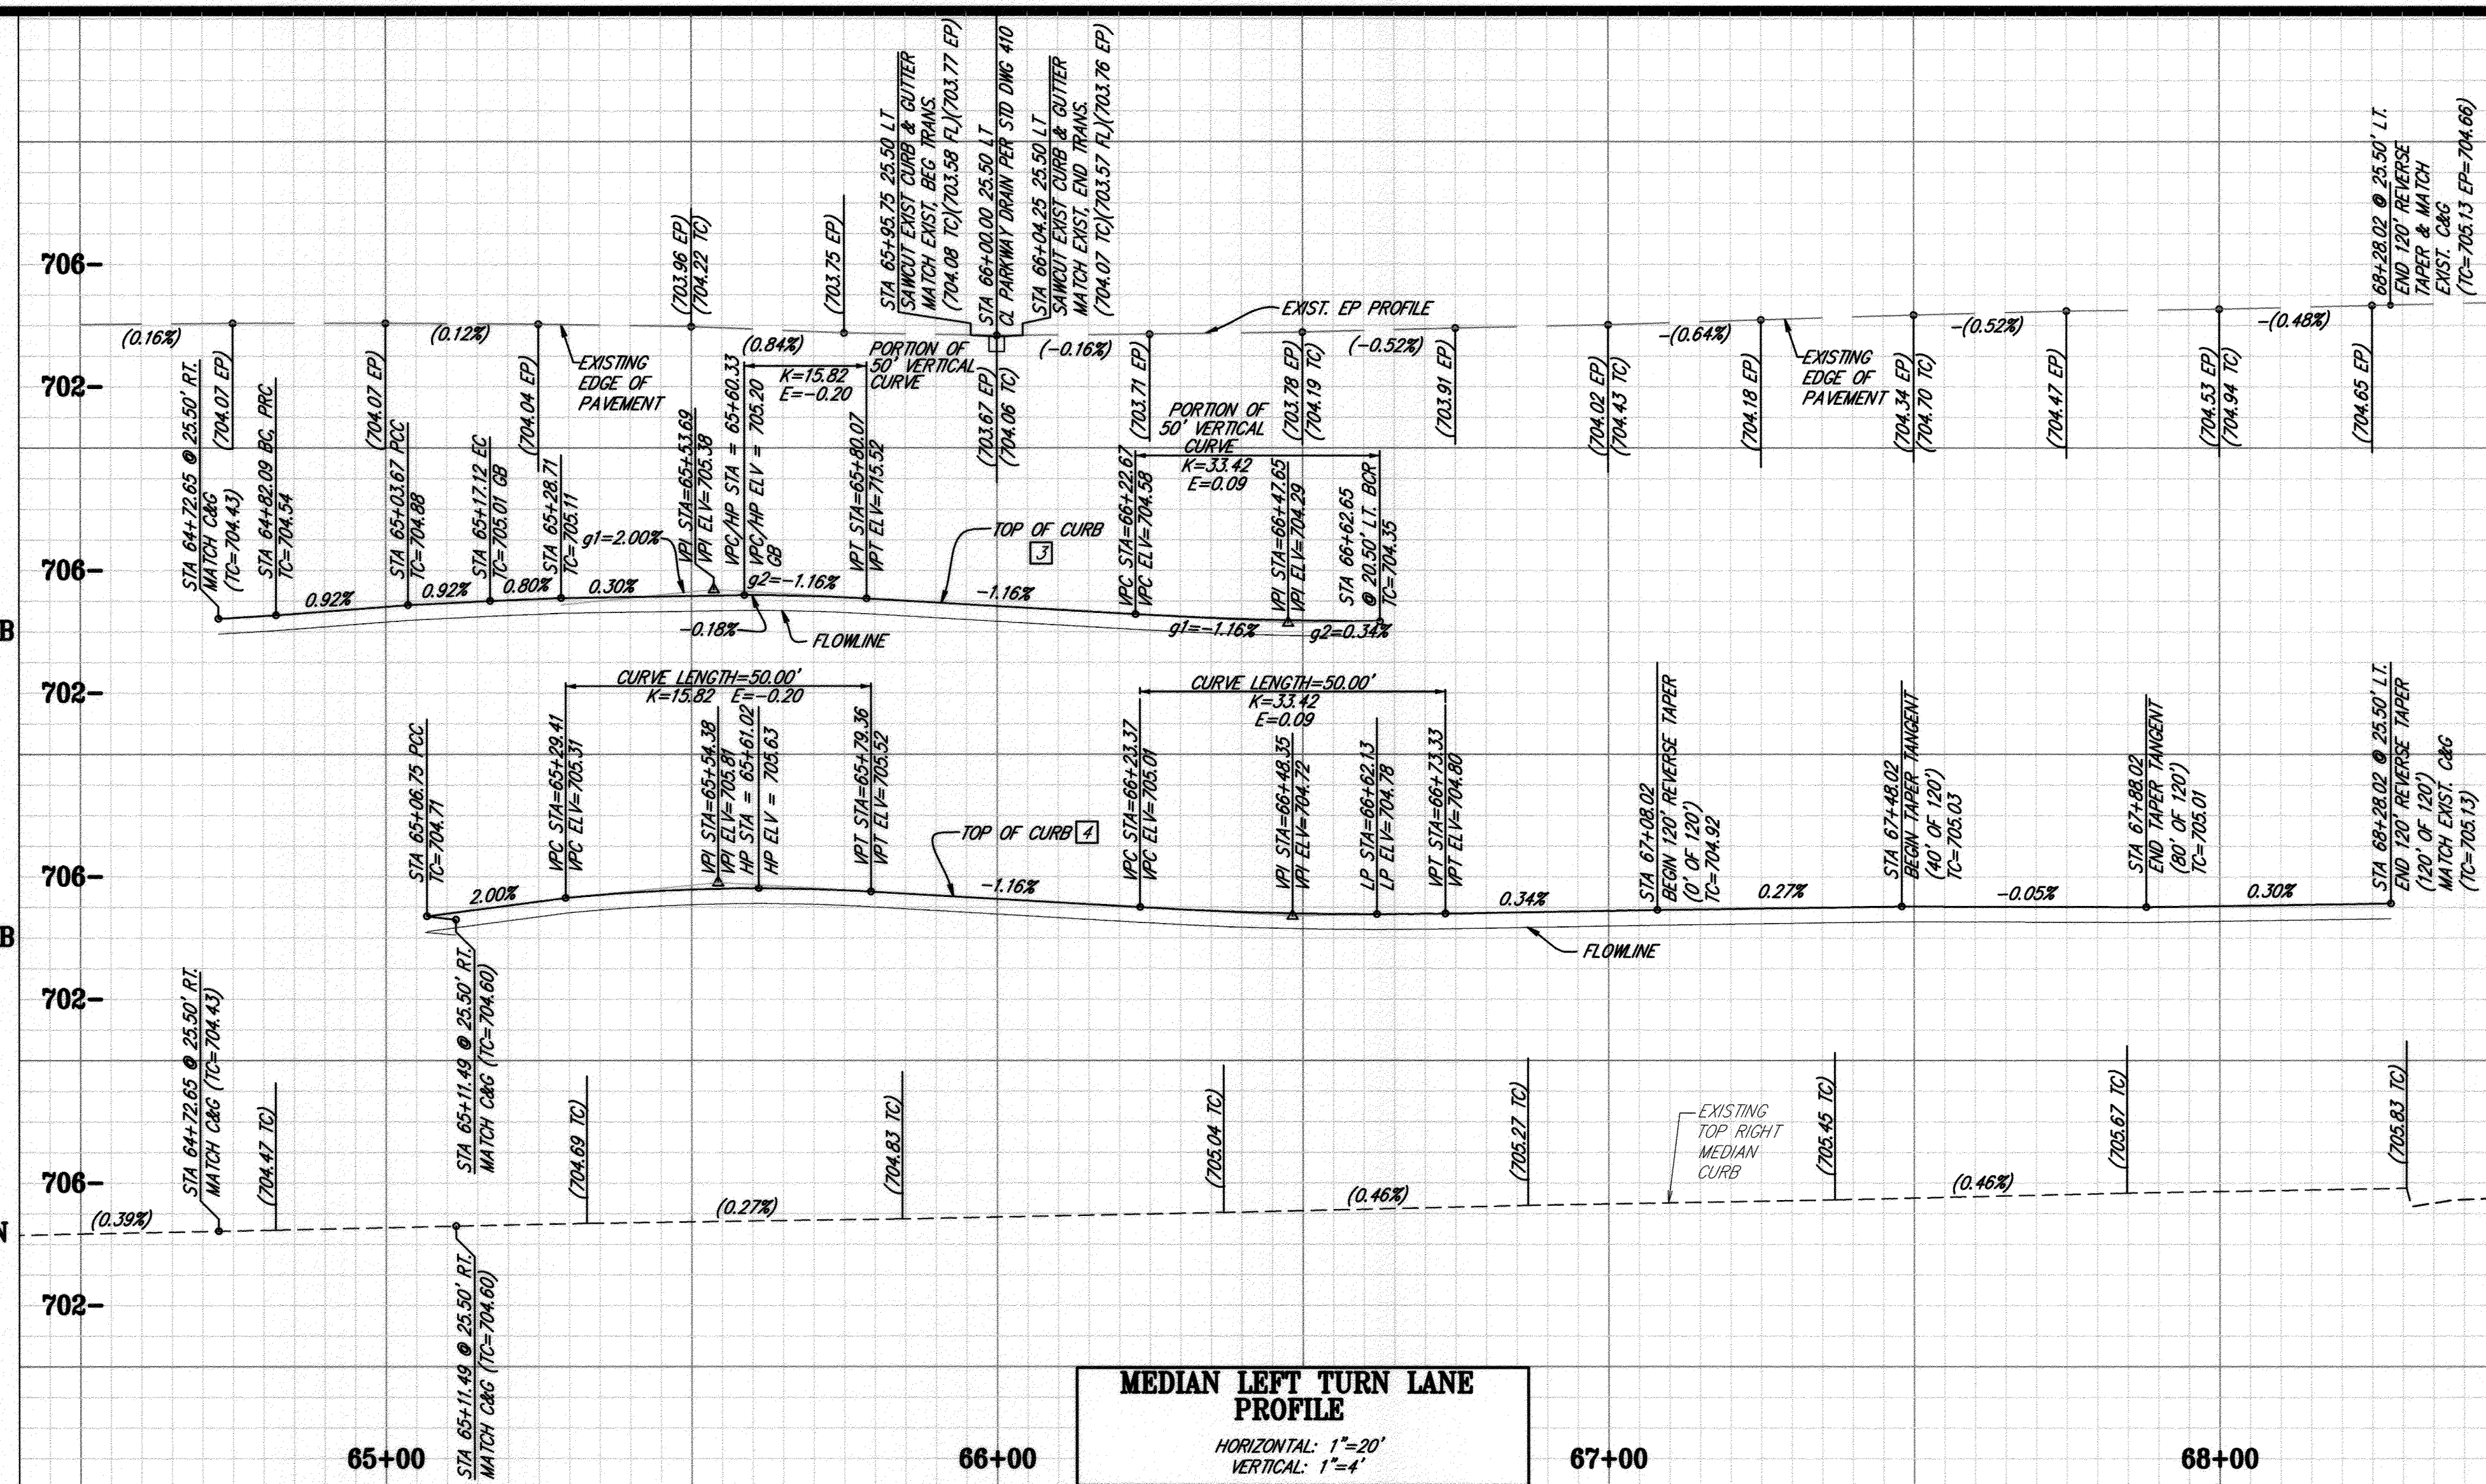 706-
(0.16%)
(704.07 EP)
(704.07 EP)
(0.12%)
(704.04 EP)
EXISTING
EDGE OF
PAVEMENT
(703.96 EP)
(704.22 TC)
(0.84%)
(703.75 EP)
PORTION OF
50' VERTICAL
CURVE
K=15.82
E=-0.20
STA 65+95.75 25.50 LT
SAWCUT EXIST CURB & GUTTER
MATCH EXIST, BEG TRANS.
(704.08 TC)(703.58 FL)(703.77 EP)
STA 66+00.00 25.50 LT
CL PARKWAY DRAIN PER STD DWG 410
STA 66+04.25 25.50 LT
SAWCUT EXIST CURB & GUTTER
MATCH EXIST, END TRANS.
(704.07 TC)(703.57 FL)(703.76 EP)
(703.67 EP)
(704.06 TC)
(-0.16%)
EXIST. EP PROFILE
(703.71 EP)
(703.78 EP)
(704.19 TC)
(-0.52%)
(703.91 EP)
(704.02 EP)
(704.43 TC)
-(0.64%)
(704.18 EP)
EXISTING
EDGE OF
PAVEMENT
(704.34 EP)
(704.70 TC)
-(0.52%)
(704.47 EP)
(704.53 EP)
(704.94 TC)
-(0.48%)
(704.65 EP)
68+28.02 @ 25.50' LT.
END 120' REVERSE
TAPER & MATCH
EXIST. C&G
(TC=705.13 EP=704.66)
702-
STA 64+72.65 @ 25.50' RT.
MATCH C&G
(TC=704.43)
STA 64+82.09 BC, PRC
TC=704.54
STA 65+03.67 PCC
TC=704.88
STA 65+17.12 EC
TC=705.01 GB
STA 65+28.71
TC=705.11
g1=2.00%
VPI STA=65+53.69
VPI ELV=705.38
VPC/HP STA = 65+60.33
VPC/HP ELV = 705.20
GB
VPT STA=65+80.07
VPT ELV=715.52
TOP OF CURB
3
PORTION OF
50' VERTICAL
CURVE
K=33.42
E=0.09
VPC STA=66+22.67
VPC ELV=704.58
VPI STA=66+47.65
VPI ELV=704.29
STA 66+62.65
@ 20.50' LT. BCR
TC=704.35
706-
0.92%
0.92%
0.80%
0.30%
g2=-1.16%
-1.16%
-0.18%
FLOWLINE
g1=-1.16%
g2=0.34%
B
702-
CURVE LENGTH=50.00'
K=15.82 E=-0.20
CURVE LENGTH=50.00'
K=33.42
E=0.09
STA 65+06.75 PCC
TC=704.71
VPC STA=65+29.41
VPC ELV=705.31
VPI STA=65+54.38
VPI ELV=705.81
HP STA = 65+61.02
HP ELV = 705.63
VPT STA=65+79.36
VPT ELV=705.52
TOP OF CURB 4
VPC STA=66+23.37
VPC ELV=705.01
VPI STA=66+48.35
VPI ELV=704.72
LP STA=66+62.13
LP ELV=704.78
VPT STA=66+73.33
VPT ELV=704.80
STA 67+08.02
BEGIN 120' REVERSE TAPER
(0' OF 120')
TC=704.92
STA 67+48.02
BEGIN TAPER TANGENT
(40' OF 120')
TC=705.03
STA 67+88.02
END TAPER TANGENT
(80' OF 120')
TC=705.01
STA 68+28.02 @ 25.50' LT.
END 120' REVERSE TAPER
(120' OF 120')
MATCH EXIST. C&G
(TC=705.13)
706-
2.00%
-1.16%
0.34%
0.27%
-0.05%
0.30%
FLOWLINE
B
702-
STA 64+72.65 @ 25.50' RT.
MATCH C&G (TC=704.43)
(704.47 TC)
STA 65+11.49 @ 25.50' RT.
MATCH C&G (TC=704.60)
(704.69 TC)
(704.83 TC)
(705.04 TC)
(705.27 TC)
EXISTING
TOP RIGHT
MEDIAN
CURB
(705.45 TC)
(705.67 TC)
(705.83 TC)
706-
(0.39%)
(0.27%)
(0.46%)
(0.46%)
N
702-
STA 65+11.49 @ 25.50' RT.
MATCH C&G (TC=704.60)
MEDIAN LEFT TURN LANE
PROFILE
HORIZONTAL: 1"=20'
VERTICAL: 1"=4'
65+00
66+00
67+00
68+00